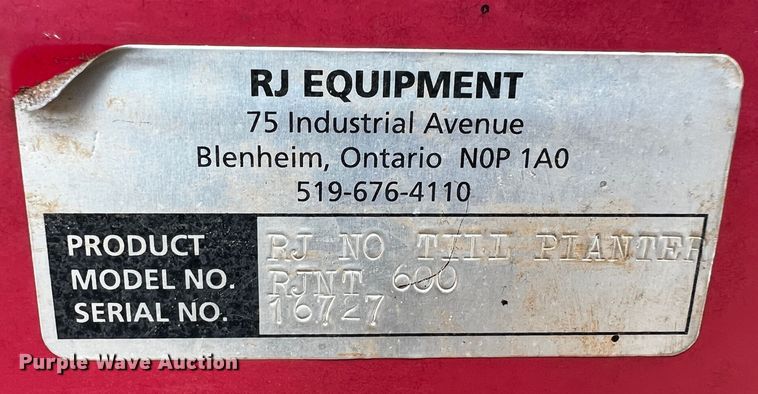 RJ EQUIPMENT
75 Industrial Avenue
Blenheim, Ontario N0P 1A0
519-676-4110
PRODUCT RJ NO TILL PLANTER
MODEL NO. RJNT 600
SERIAL NO. 16727
Purple Wave Auction